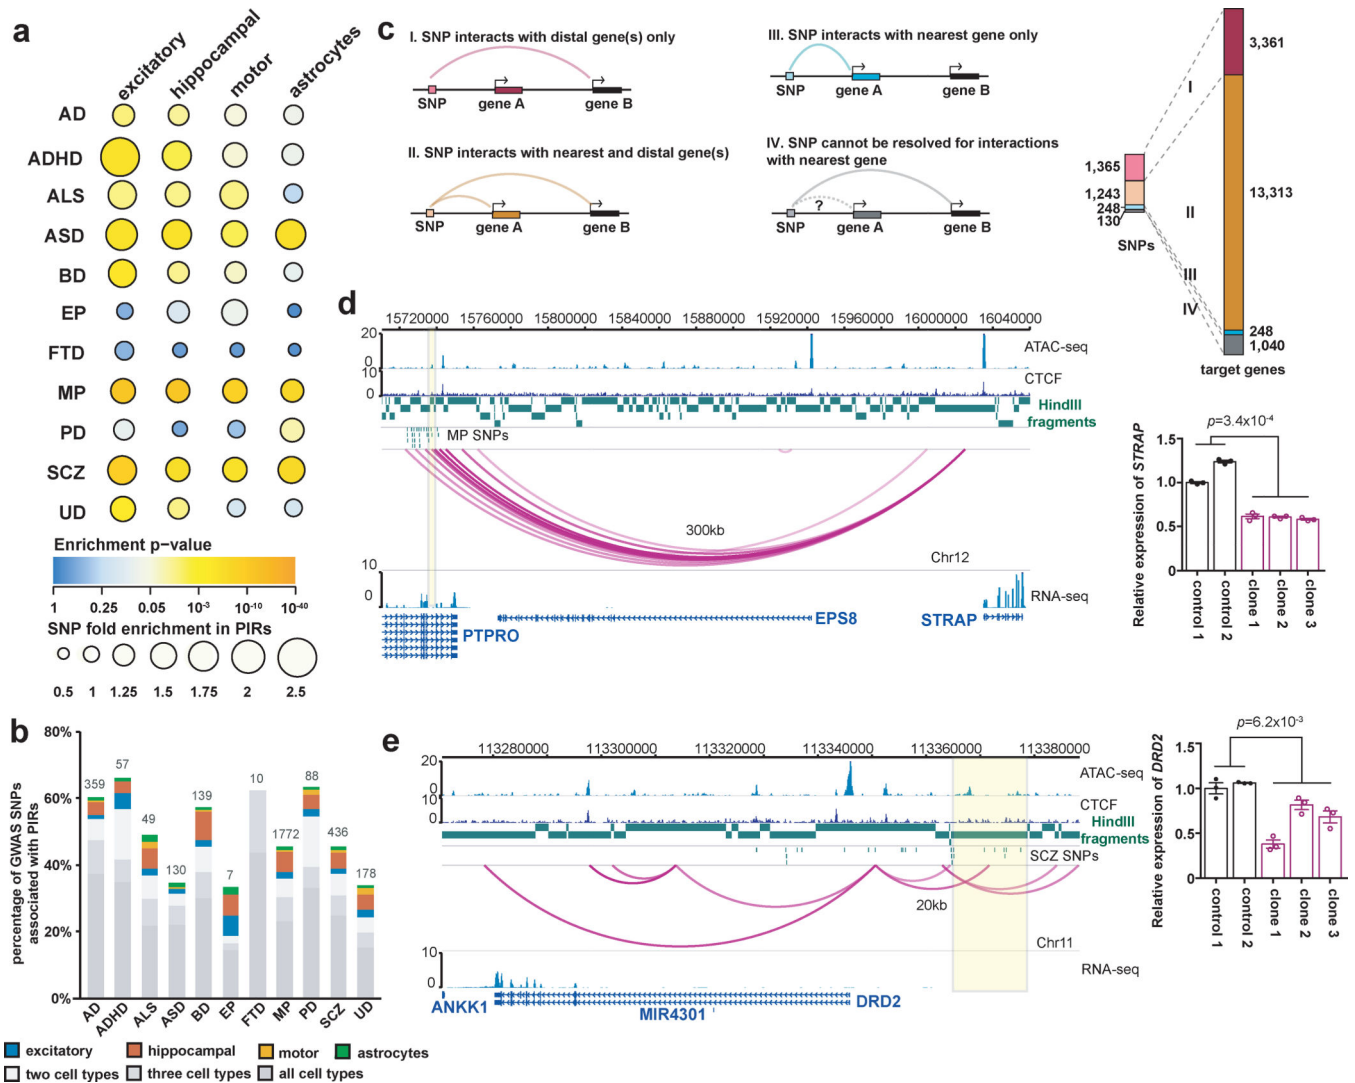 a
excitatory
hippocampal
motor
astrocytes
AD
ADHD
ALS
ASD
BD
EP
FTD
MP
PD
SCZ
UD
Enrichment p−value
1 0.25 0.05 10⁻³ 10⁻¹⁰ 10⁻⁴⁰
SNP fold enrichment in PIRs
0.5 1 1.25 1.5 1.75 2 2.5
b
percentage of GWAS SNPs
associated with PIRs
80%
60%
40%
20%
0%
359
57
49
130
139
7
10
1772
88
436
178
AD ADHD ALS ASD BD EP FTD MP PD SCZ UD
excitatory hippocampal motor astrocytes
two cell types three cell types all cell types
c
I. SNP interacts with distal gene(s) only
SNP gene A gene B
II. SNP interacts with nearest and distal gene(s)
SNP gene A gene B
III. SNP interacts with nearest gene only
SNP gene A gene B
IV. SNP cannot be resolved for interactions
with nearest gene
?
SNP gene A gene B
1,365
1,243
248
130
SNPs
I
II
III
IV
3,361
13,313
248
1,040
target genes
d
15720000 15760000 15800000 15840000 15880000 15920000 15960000 16000000 16040000
20
0
ATAC-seq
10
0
CTCF
HindIII
fragments
MP SNPs
300kb
Chr12
10
0
RNA-seq
PTPRO
EPS8
STRAP
Relative expression of STRAP
p=3.4x10⁻⁴
1.5
1.0
0.5
0
control 1
control 2
clone 1
clone 2
clone 3
e
113280000 113300000 113320000 113340000 113360000 113380000
20
0
ATAC-seq
10
0
CTCF
HindIII
fragments
SCZ SNPs
20kb
Chr11
10
0
RNA-seq
ANKK1
MIR4301
DRD2
Relative expression of DRD2
p=6.2x10⁻³
1.5
1.0
0.5
0
control 1
control 2
clone 1
clone 2
clone 3